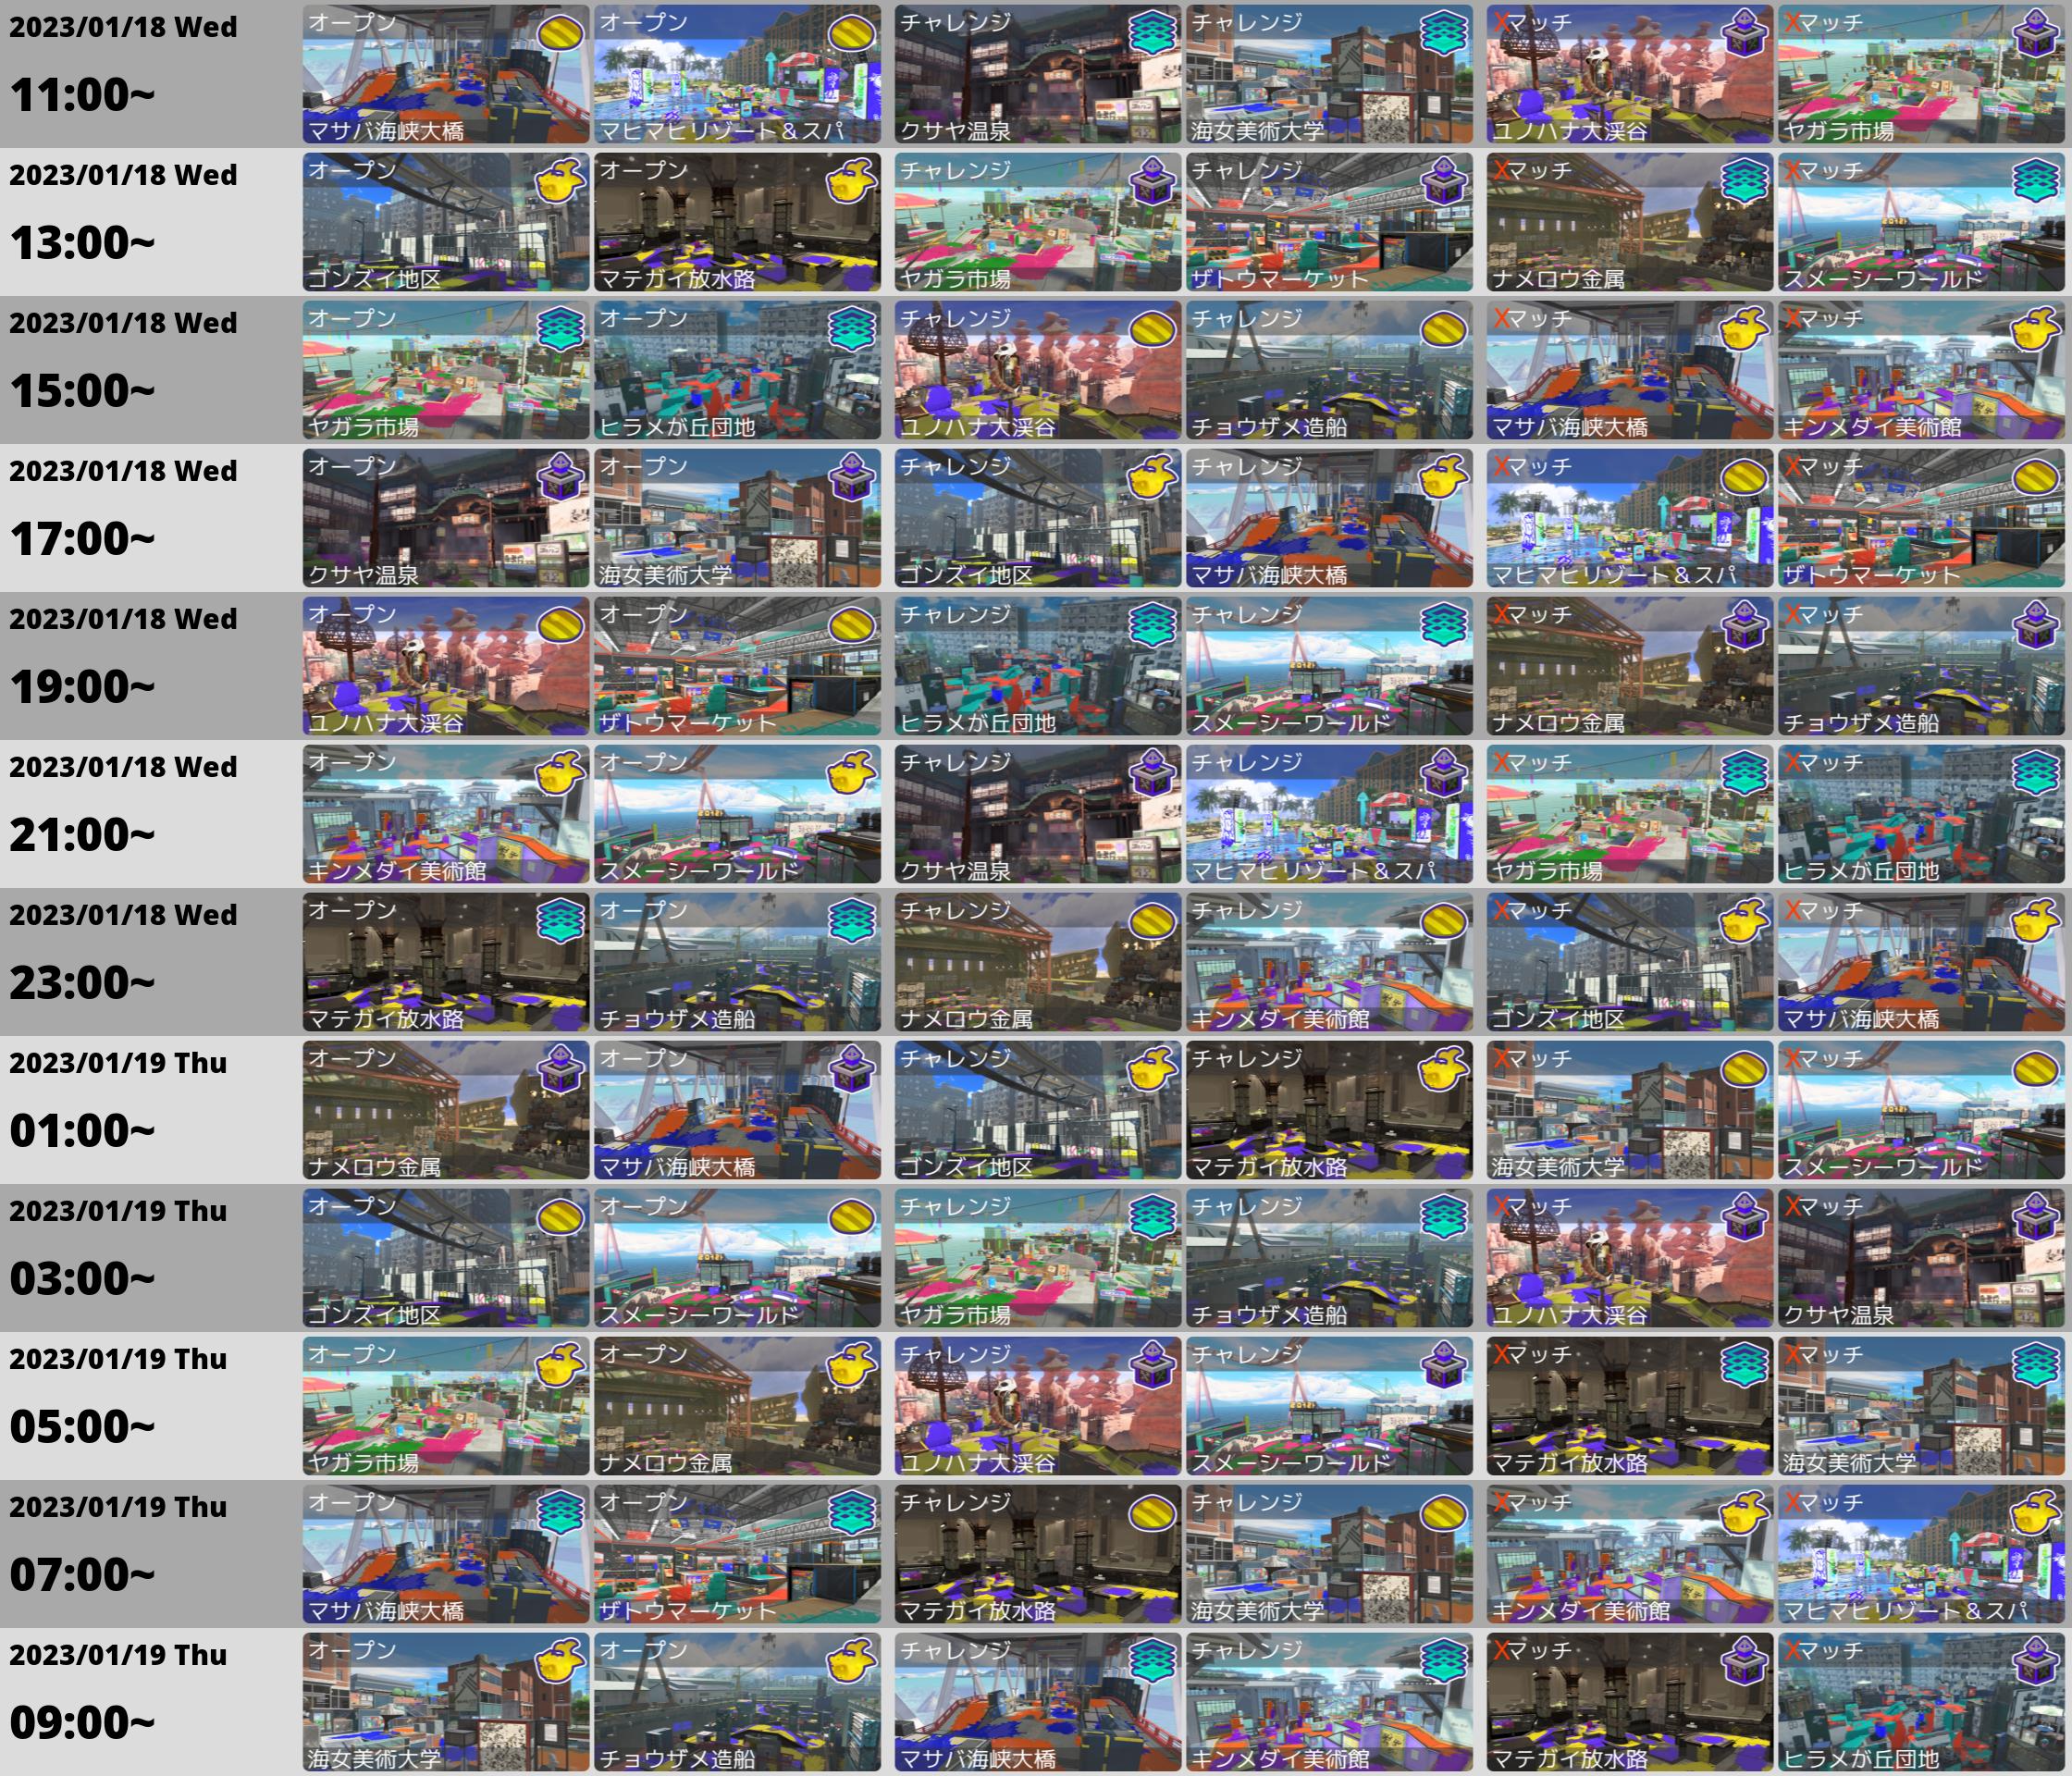 2023/01/18 Wed
11:00~
オープン オープン チャレンジ チャレンジ Xマッチ Xマッチ
マサバ海峡大橋 マヒマヒリゾート＆スパ クサヤ温泉 海女美術大学 ユノハナ大渓谷 ヤガラ市場
2023/01/18 Wed
13:00~
オープン オープン チャレンジ チャレンジ Xマッチ Xマッチ
ゴンズイ地区 マテガイ放水路 ヤガラ市場 ザトウマーケット ナメロウ金属 スメーシーワールド
2023/01/18 Wed
15:00~
オープン オープン チャレンジ チャレンジ Xマッチ Xマッチ
ヤガラ市場 ヒラメが丘団地 ユノハナ大渓谷 チョウザメ造船 マサバ海峡大橋 キンメダイ美術館
2023/01/18 Wed
17:00~
オープン オープン チャレンジ チャレンジ Xマッチ Xマッチ
クサヤ温泉 海女美術大学 ゴンズイ地区 マサバ海峡大橋 マヒマヒリゾート＆スパ ザトウマーケット
2023/01/18 Wed
19:00~
オープン オープン チャレンジ チャレンジ Xマッチ Xマッチ
ユノハナ大渓谷 ザトウマーケット ヒラメが丘団地 スメーシーワールド ナメロウ金属 チョウザメ造船
2023/01/18 Wed
21:00~
オープン オープン チャレンジ チャレンジ Xマッチ Xマッチ
キンメダイ美術館 スメーシーワールド クサヤ温泉 マヒマヒリゾート＆スパ ヤガラ市場 ヒラメが丘団地
2023/01/18 Wed
23:00~
オープン オープン チャレンジ チャレンジ Xマッチ Xマッチ
マテガイ放水路 チョウザメ造船 ナメロウ金属 キンメダイ美術館 ゴンズイ地区 マサバ海峡大橋
2023/01/19 Thu
01:00~
オープン オープン チャレンジ チャレンジ Xマッチ Xマッチ
ナメロウ金属 マサバ海峡大橋 ゴンズイ地区 マテガイ放水路 海女美術大学 スメーシーワールド
2023/01/19 Thu
03:00~
オープン オープン チャレンジ チャレンジ Xマッチ Xマッチ
ゴンズイ地区 スメーシーワールド ヤガラ市場 チョウザメ造船 ユノハナ大渓谷 クサヤ温泉
2023/01/19 Thu
05:00~
オープン オープン チャレンジ チャレンジ Xマッチ Xマッチ
ヤガラ市場 ナメロウ金属 ユノハナ大渓谷 スメーシーワールド マテガイ放水路 海女美術大学
2023/01/19 Thu
07:00~
オープン オープン チャレンジ チャレンジ Xマッチ Xマッチ
マサバ海峡大橋 ザトウマーケット マテガイ放水路 海女美術大学 キンメダイ美術館 マヒマヒリゾート＆スパ
2023/01/19 Thu
09:00~
オープン オープン チャレンジ チャレンジ Xマッチ Xマッチ
海女美術大学 チョウザメ造船 マサバ海峡大橋 キンメダイ美術館 マテガイ放水路 ヒラメが丘団地